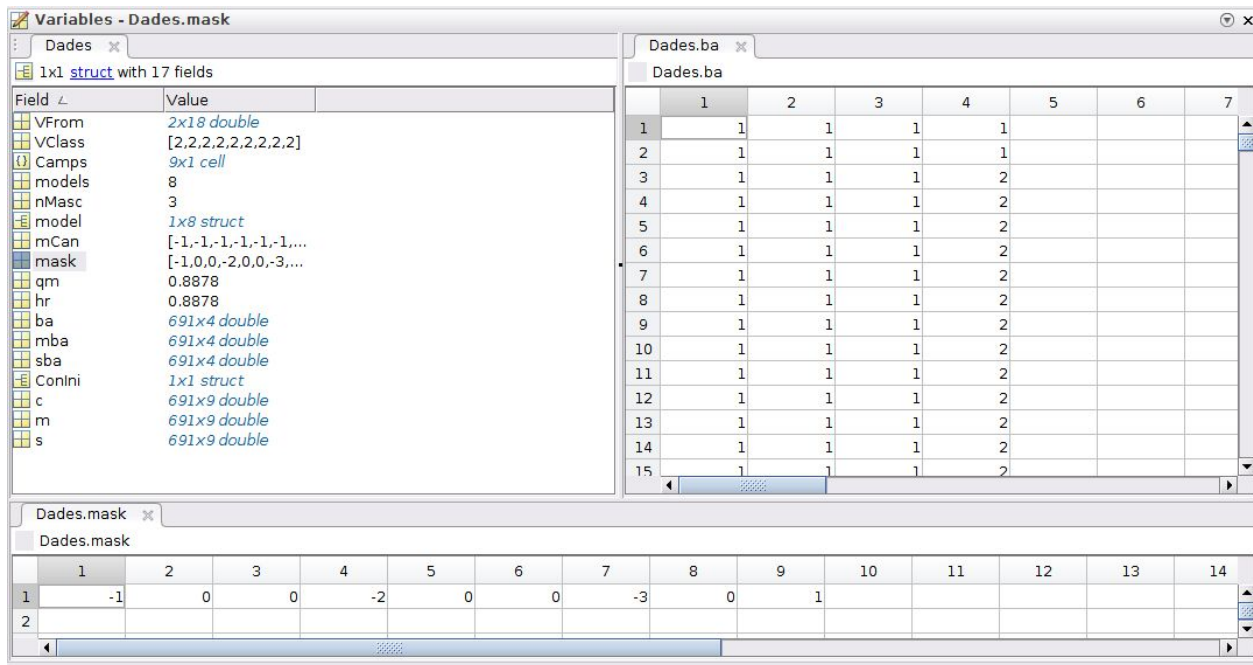 Variables - Dades.mask
Dades
1x1 struct with 17 fields
Field Value
VFrom 2x18 double
VClass [2,2,2,2,2,2,2,2,2]
Camps 9x1 cell
models 8
nMasc 3
model 1x8 struct
mCan [-1,-1,-1,-1,-1,-1,...
mask [-1,0,0,-2,0,0,-3,...
qm 0.8878
hr 0.8878
ba 691x4 double
mba 691x4 double
sba 691x4 double
ConIni 1x1 struct
c 691x9 double
m 691x9 double
s 691x9 double
Dades.ba
Dades.ba
1 2 3 4 5 6 7
1 1 1 1 1
2 1 1 1 1
3 1 1 1 2
4 1 1 1 2
5 1 1 1 2
6 1 1 1 2
7 1 1 1 2
8 1 1 1 2
9 1 1 1 2
10 1 1 1 2
11 1 1 1 2
12 1 1 1 2
13 1 1 1 2
14 1 1 1 2
15 1 1 1 2
Dades.mask
Dades.mask
1 2 3 4 5 6 7 8 9 10 11 12 13 14
1 -1 0 0 -2 0 0 -3 0 1
2